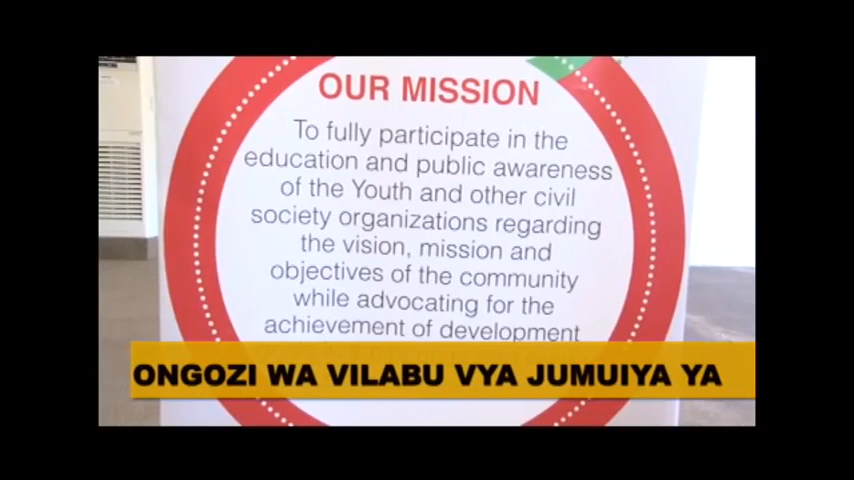 OUR MISSION
To fully participate in the
education and public awareness
of the Youth and other civil
society organizations regarding
the vision, mission and
objectives of the community
while advocating for the
achievement of development
ONGOZI WA VILABU VYA JUMUIYA YA